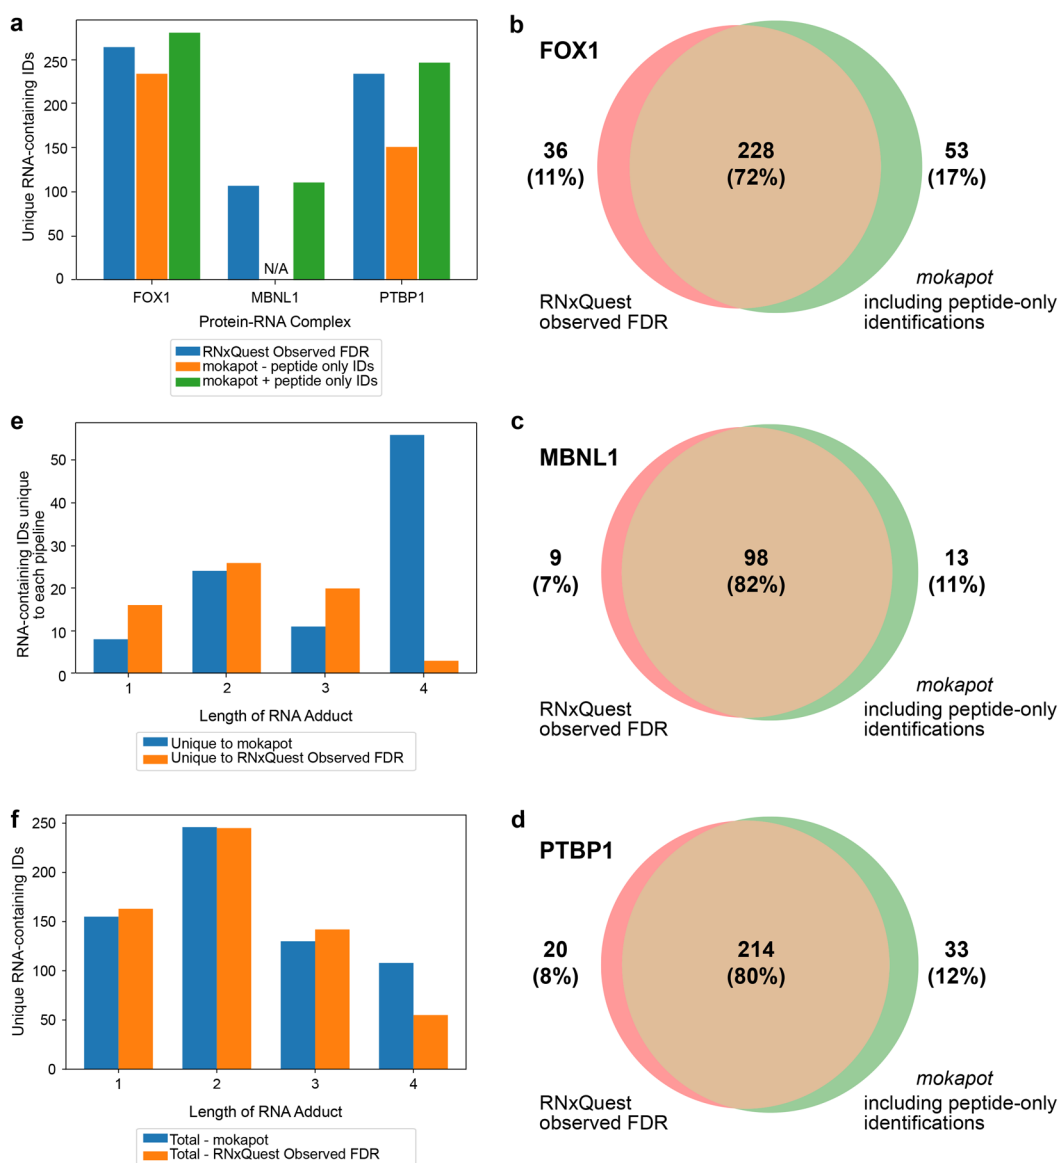 a
Unique RNA-containing IDs
250
200
150
100
50
0
N/A
FOX1
MBNL1
PTBP1
Protein-RNA Complex
RNxQuest Observed FDR
mokapot - peptide only IDs
mokapot + peptide only IDs
b
FOX1
36
(11%)
228
(72%)
53
(17%)
RNxQuest
observed FDR
mokapot
including peptide-only
identifications
e
RNA-containing IDs unique
to each pipeline
50
40
30
20
10
0
1
2
3
4
Length of RNA Adduct
Unique to mokapot
Unique to RNxQuest Observed FDR
c
MBNL1
9
(7%)
98
(82%)
13
(11%)
RNxQuest
observed FDR
mokapot
including peptide-only
identifications
f
Unique RNA-containing IDs
250
200
150
100
50
0
1
2
3
4
Length of RNA Adduct
Total - mokapot
Total - RNxQuest Observed FDR
d
PTBP1
20
(8%)
214
(80%)
33
(12%)
RNxQuest
observed FDR
mokapot
including peptide-only
identifications